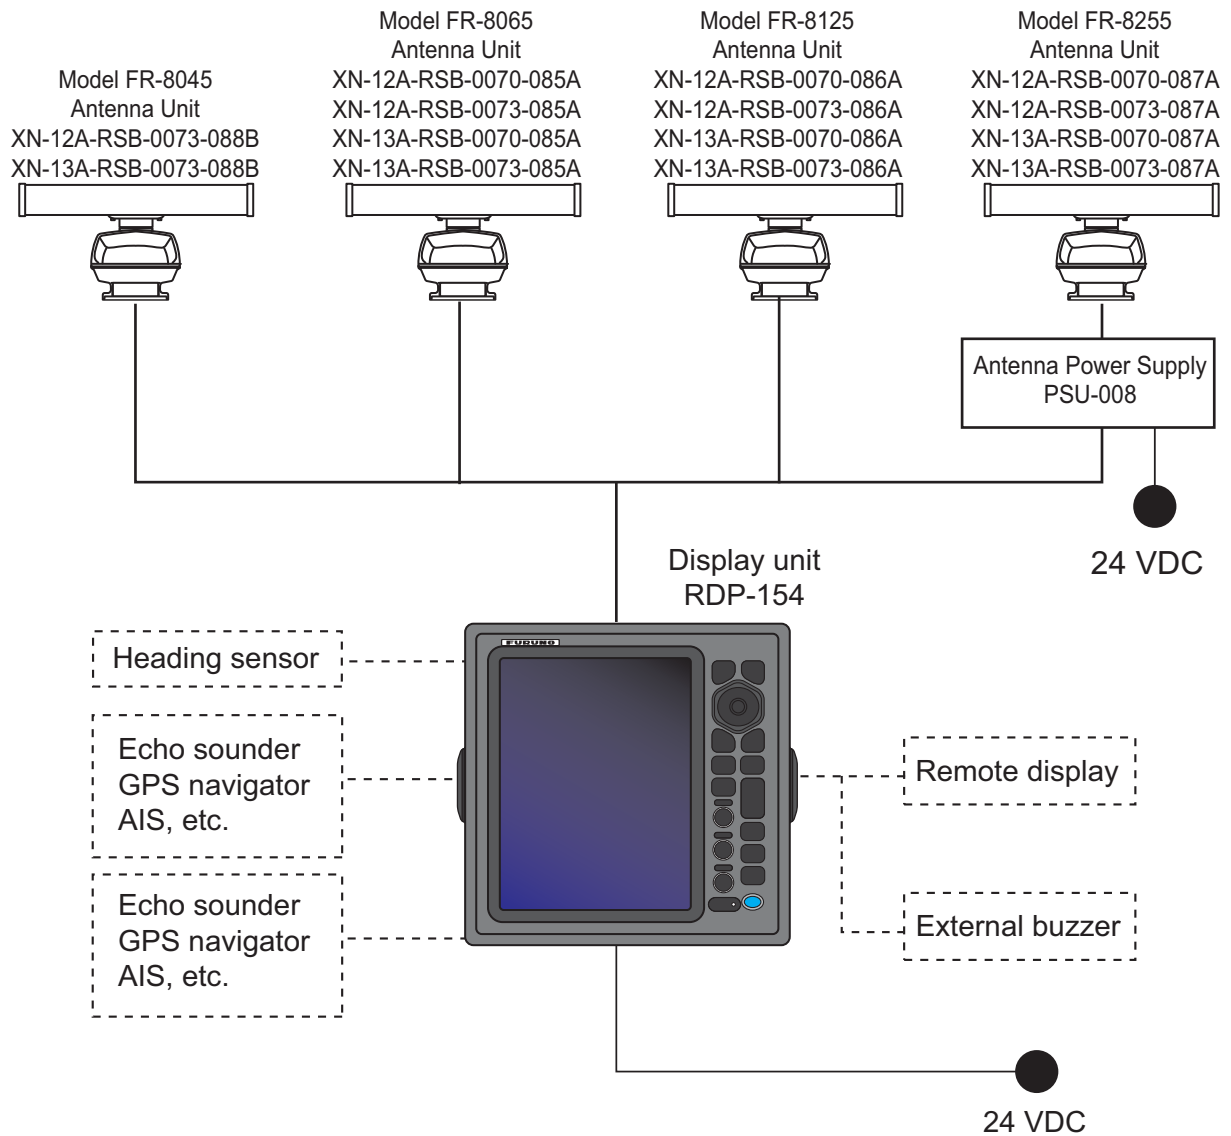 Model FR-8045
Antenna Unit
XN-12A-RSB-0073-088B
XN-13A-RSB-0073-088B
Model FR-8065
Antenna Unit
XN-12A-RSB-0070-085A
XN-12A-RSB-0073-085A
XN-13A-RSB-0070-085A
XN-13A-RSB-0073-085A
Model FR-8125
Antenna Unit
XN-12A-RSB-0070-086A
XN-12A-RSB-0073-086A
XN-13A-RSB-0070-086A
XN-13A-RSB-0073-086A
Model FR-8255
Antenna Unit
XN-12A-RSB-0070-087A
XN-12A-RSB-0073-087A
XN-13A-RSB-0070-087A
XN-13A-RSB-0073-087A
Antenna Power Supply
PSU-008
24 VDC
Display unit
RDP-154
FURUNO
Heading sensor
Echo sounder
GPS navigator
AIS, etc.
Echo sounder
GPS navigator
AIS, etc.
Remote display
External buzzer
24 VDC